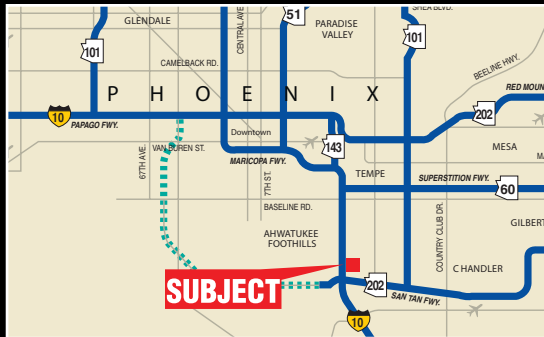 SHEA BLVD.
GLENDALE
51
PARADISE
VALLEY
101
101
CENTRAL AVE
CAMELBACK RD.
BEELINE HWY.
RED MOUN
P H O E N I X
10
PAPAGO FWY.
202
Downtown
143
67TH AVE.
VAN BUREN ST.
MESA
MARICOPA FWY.
7TH ST.
TEMPE
SUPERSTITION FWY.
60
BASELINE RD.
COUNTRY CLUB DR.
AHWATUKEE
FOOTHILLS
GILBERT
CHANDLER
SUBJECT
202
SAN TAN FWY.
10